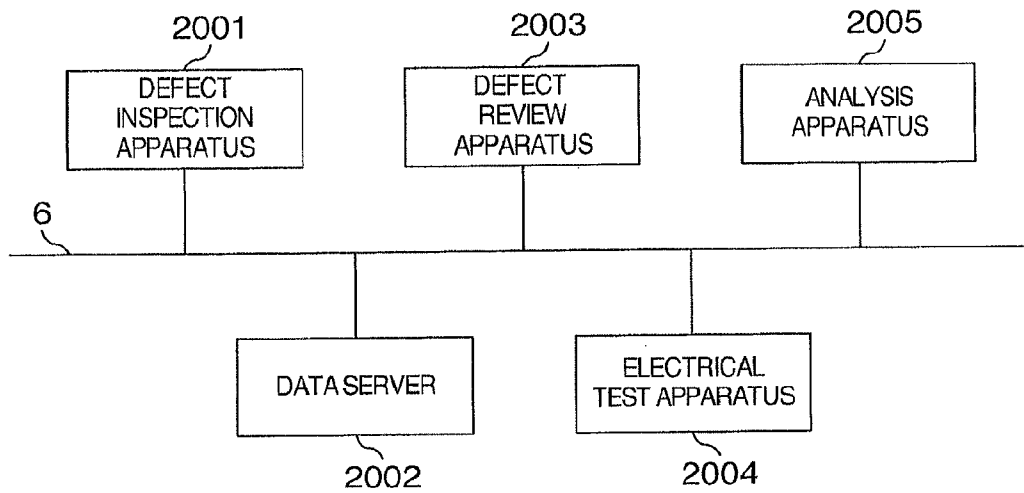 2001
2003
2005
DEFECT
INSPECTION
APPARATUS
DEFECT
REVIEW
APPARATUS
ANALYSIS
APPARATUS
6
DATA SERVER
ELECTRICAL
TEST APPARATUS
2002
2004